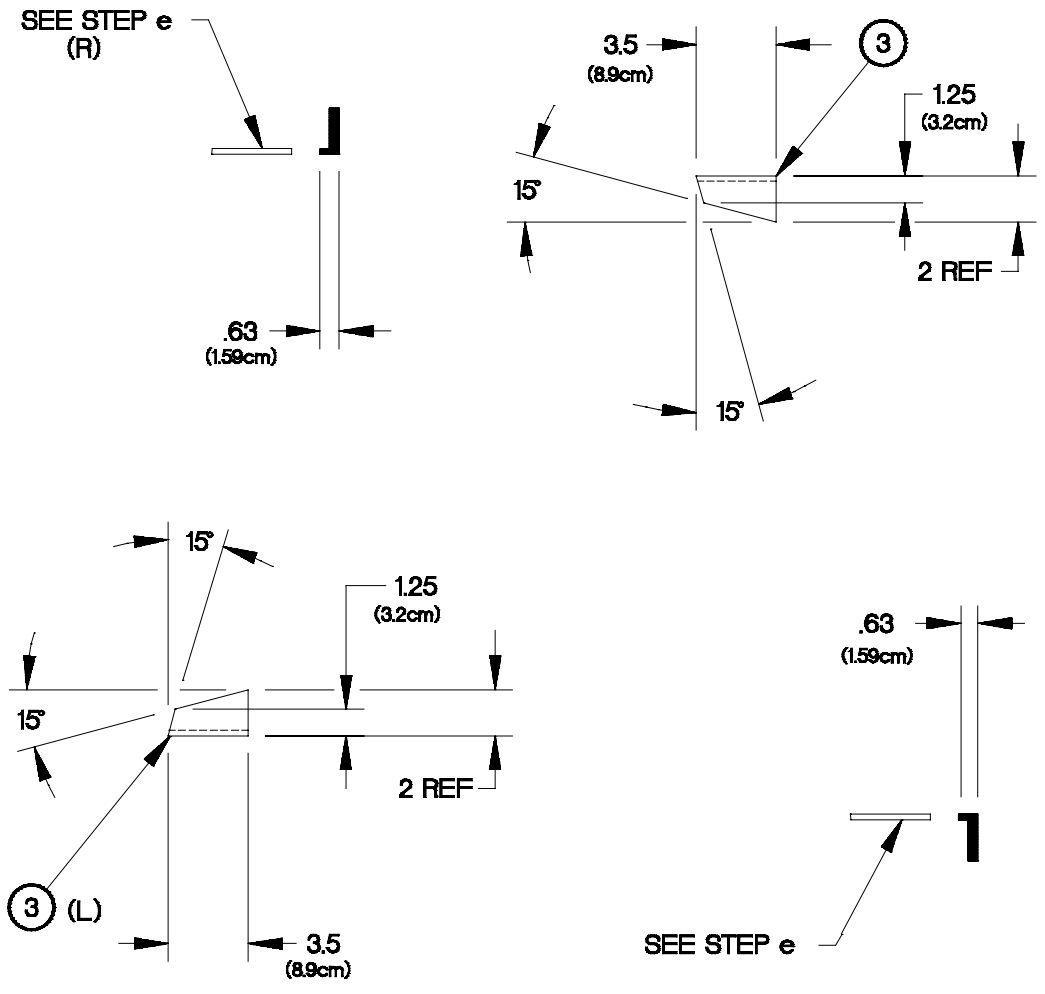 SEE STEP e
(R)
3.5
(8.9cm)
3
1.25
(3.2cm)
15°
2 REF
.63
(1.59cm)
15°
15°
1.25
(3.2cm)
.63
(1.59cm)
15°
2 REF
3 (L)
SEE STEP e
3.5
(8.9cm)